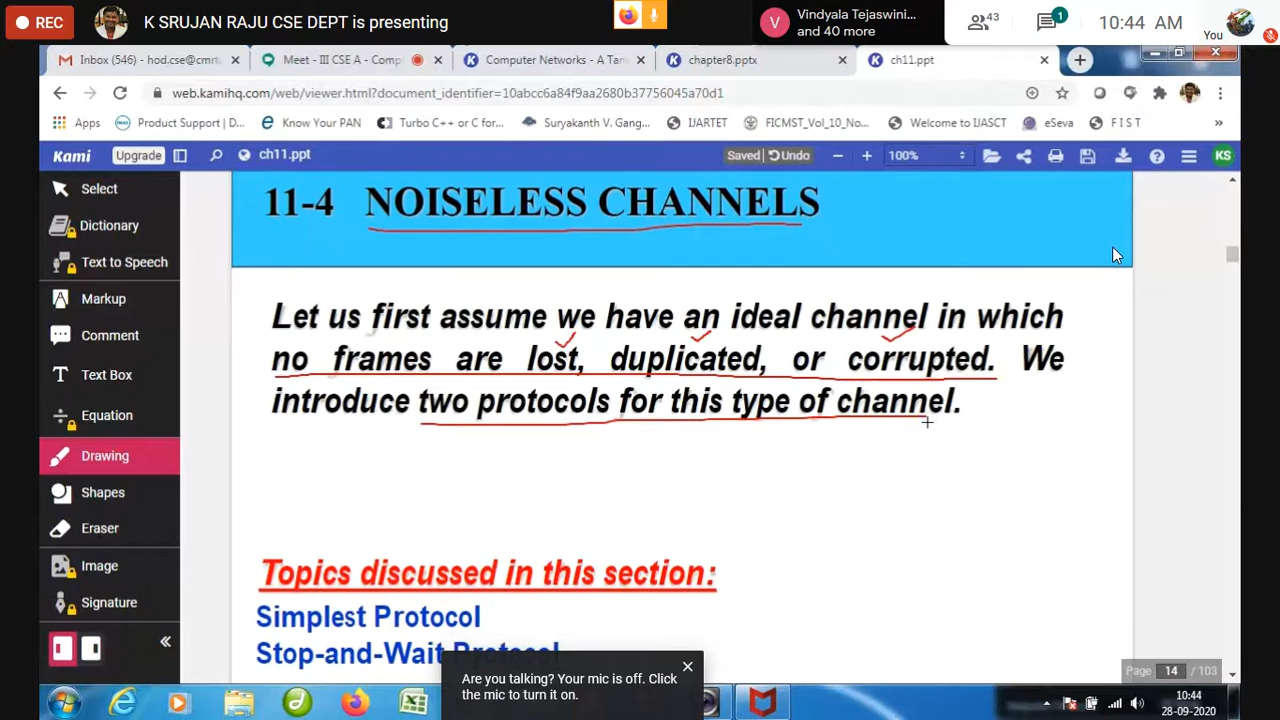 REC
K SRUJAN RAJU CSE DEPT is presenting
V
Vindyala Tejaswini...
and 40 more
43
1
10:44 AM
You
Inbox (546) - hod.cse@cmrt
Meet - III CSE A - Comp
Computer Networks - A Tan
chapter8.pptx
ch11.ppt
web.kamihq.com/web/viewer.html?document_identifier=10abcc6a84f9aa2680b37756045a70d1
Apps
Product Support | D...
Know Your PAN
Turbo C++ or C for...
Suryakanth V. Gang...
IJARTET
FICMST_Vol_10_No...
Welcome to IJASCT
eSeva
F I S T
»
Kami
Upgrade
ch11.ppt
Saved
Undo
100%
KS
Select
Dictionary
Text to Speech
Markup
Comment
Text Box
Equation
Drawing
Shapes
Eraser
Image
Signature
11-4 NOISELESS CHANNELS
Let us first assume we have an ideal channel in which
no frames are lost, duplicated, or corrupted. We
introduce two protocols for this type of channel.
Topics discussed in this section:
Simplest Protocol
Stop-and-Wait Protocol
Page 14 / 103
Are you talking? Your mic is off. Click
the mic to turn it on.
10:44
28-09-2020